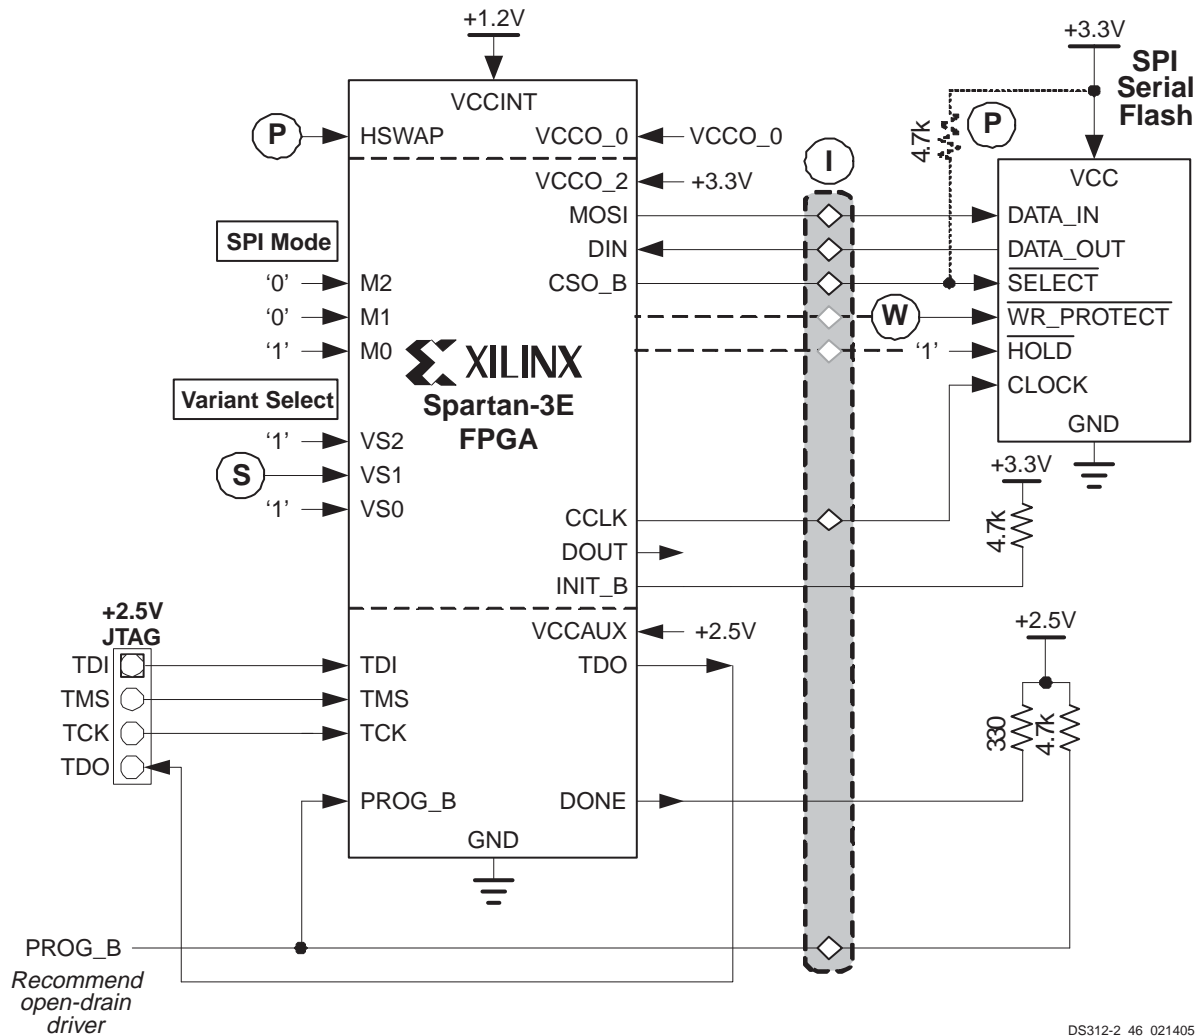 +1.2V
+3.3V
SPI
Serial
Flash
P
4.7k
VCCINT
P
HSWAP
VCCO_0
VCCO_0
I
VCC
VCCO_2
+3.3V
MOSI
DATA_IN
SPI Mode
DIN
DATA_OUT
'0'
M2
CSO_B
SELECT
'0'
M1
W
WR_PROTECT
'1'
M0
'1'
HOLD
XILINX
CLOCK
Variant Select
Spartan-3E
FPGA
GND
'1'
VS2
S
VS1
+3.3V
'1'
VS0
CCLK
4.7k
DOUT
INIT_B
+2.5V
JTAG
VCCAUX
+2.5V
+2.5V
TDI
TDI
TDO
TMS
TMS
TCK
TCK
330
4.7k
TDO
PROG_B
DONE
GND
PROG_B
Recommend
open-drain
driver
DS312-2_46_021405